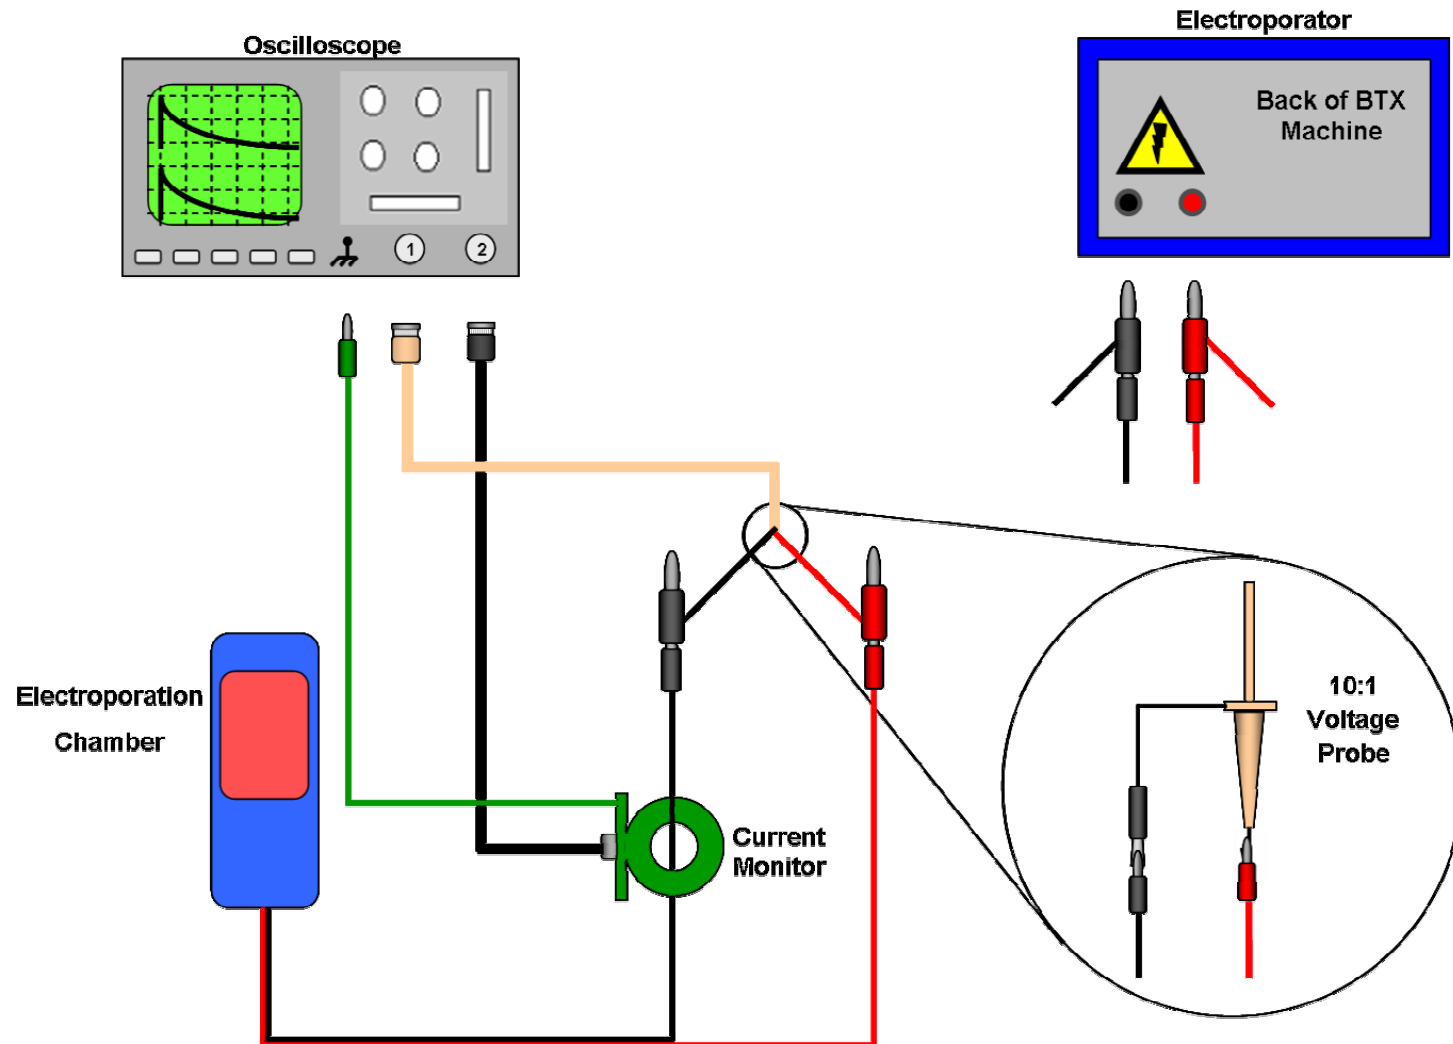 Oscilloscope
Electroporator
Back of BTX
Machine
1
2
Electroporation
Chamber
Current
Monitor
10:1
Voltage
Probe